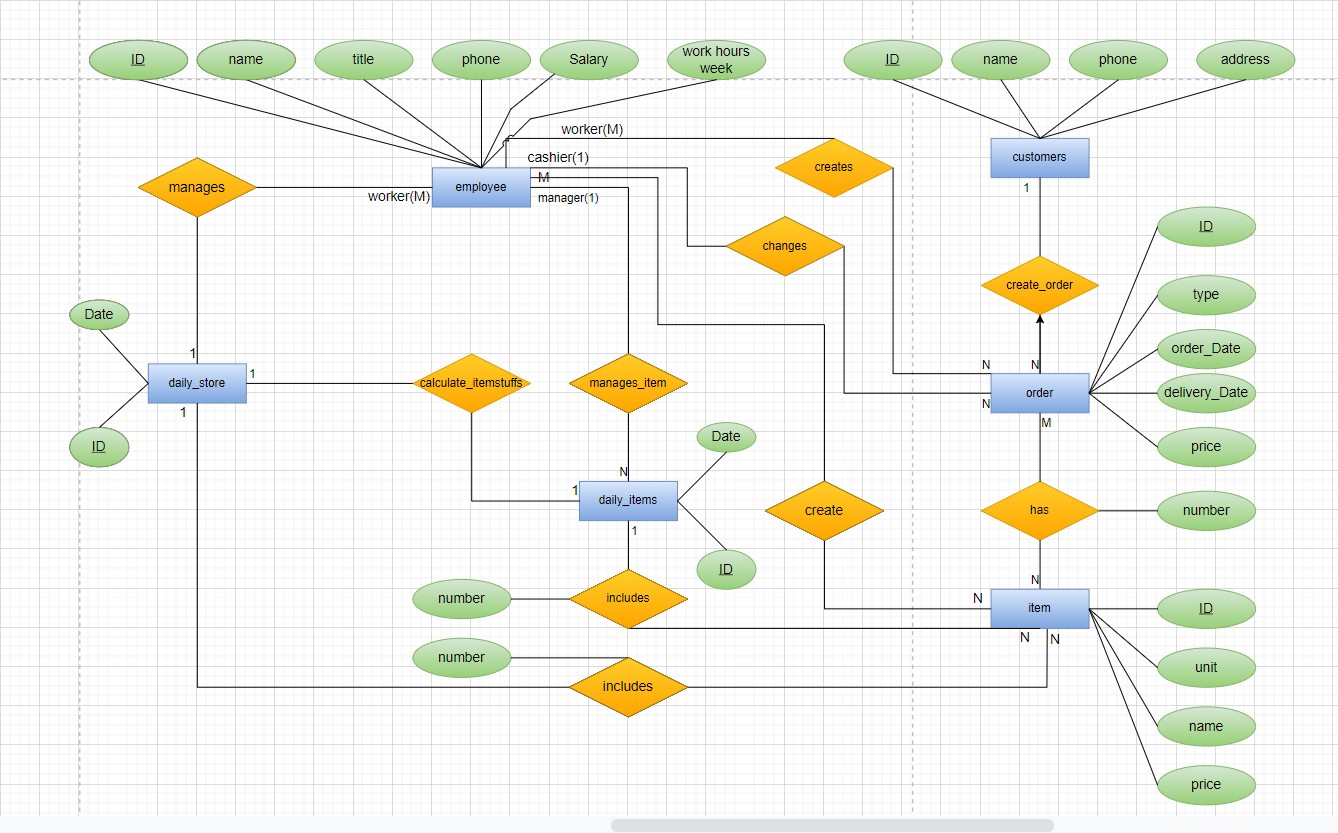 ID
name
title
phone
Salary
work hours
week
ID
name
phone
address
worker(M)
cashier(1)
creates
customers
manages
M
employee
worker(M)
manager(1)
1
ID
changes
create_order
type
Date
order_Date
1
N
N
daily_store
1
calculate_itemstuffs
manages_item
order
delivery_Date
N
1
M
Date
ID
price
N
1
daily_items
create
has
number
1
ID
N
number
includes
N
item
ID
N
N
number
includes
unit
name
price